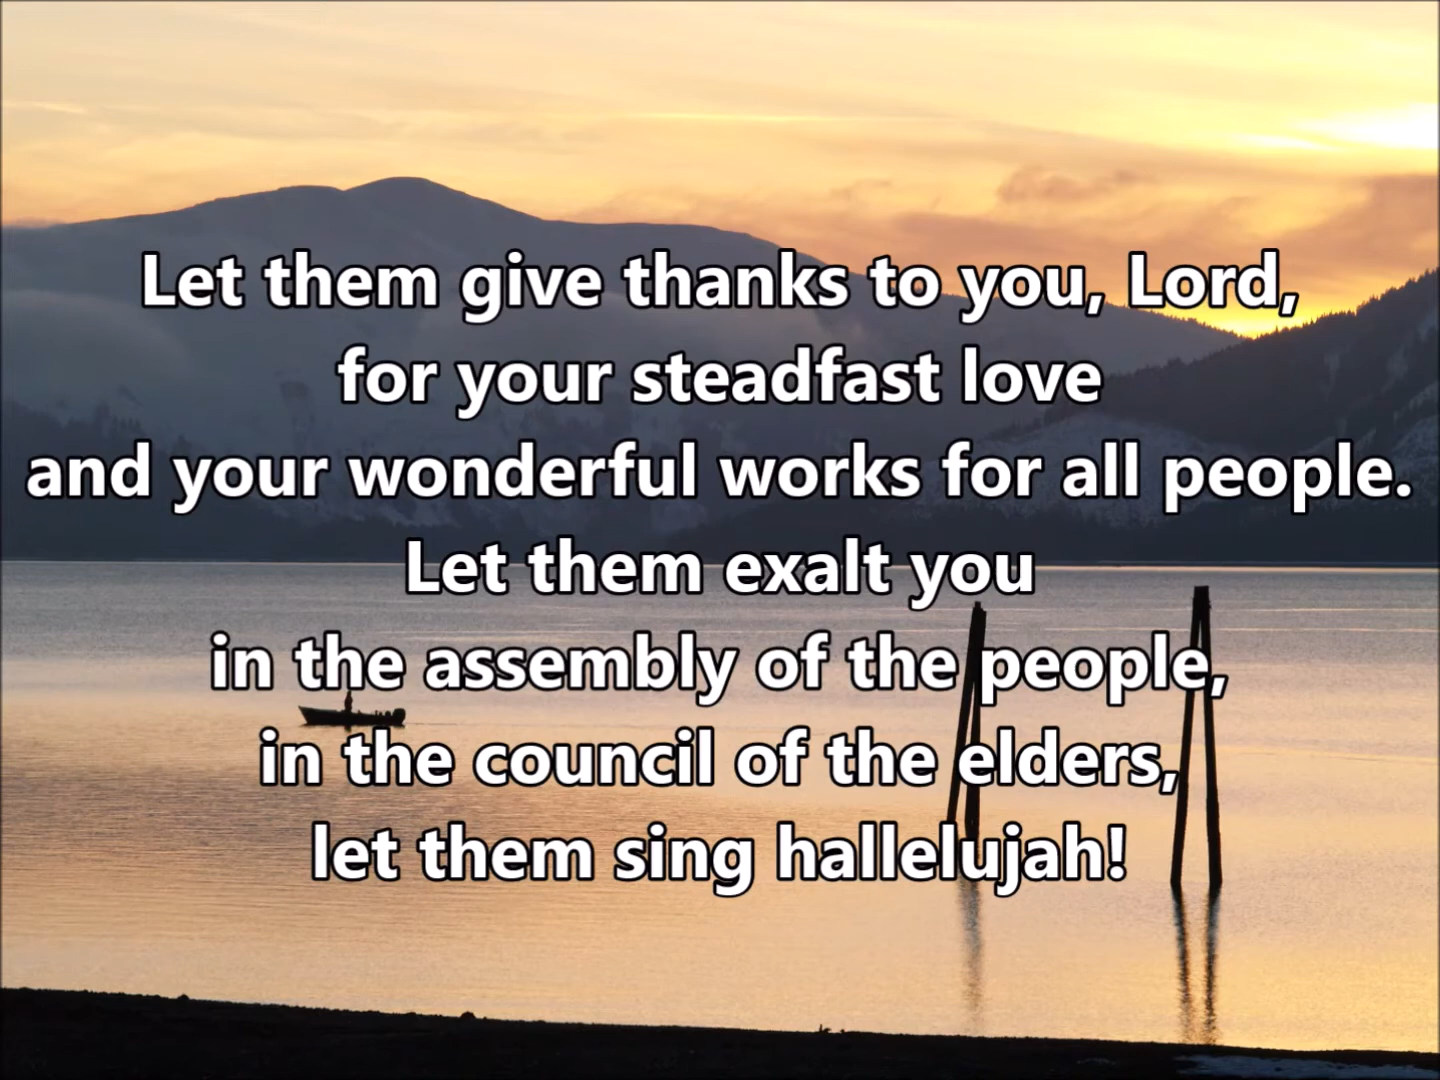 Let them give thanks to you, Lord,
for your steadfast love
and your wonderful works for all people.
Let them exalt you
in the assembly of the people,
in the council of the elders,
let them sing hallelujah!